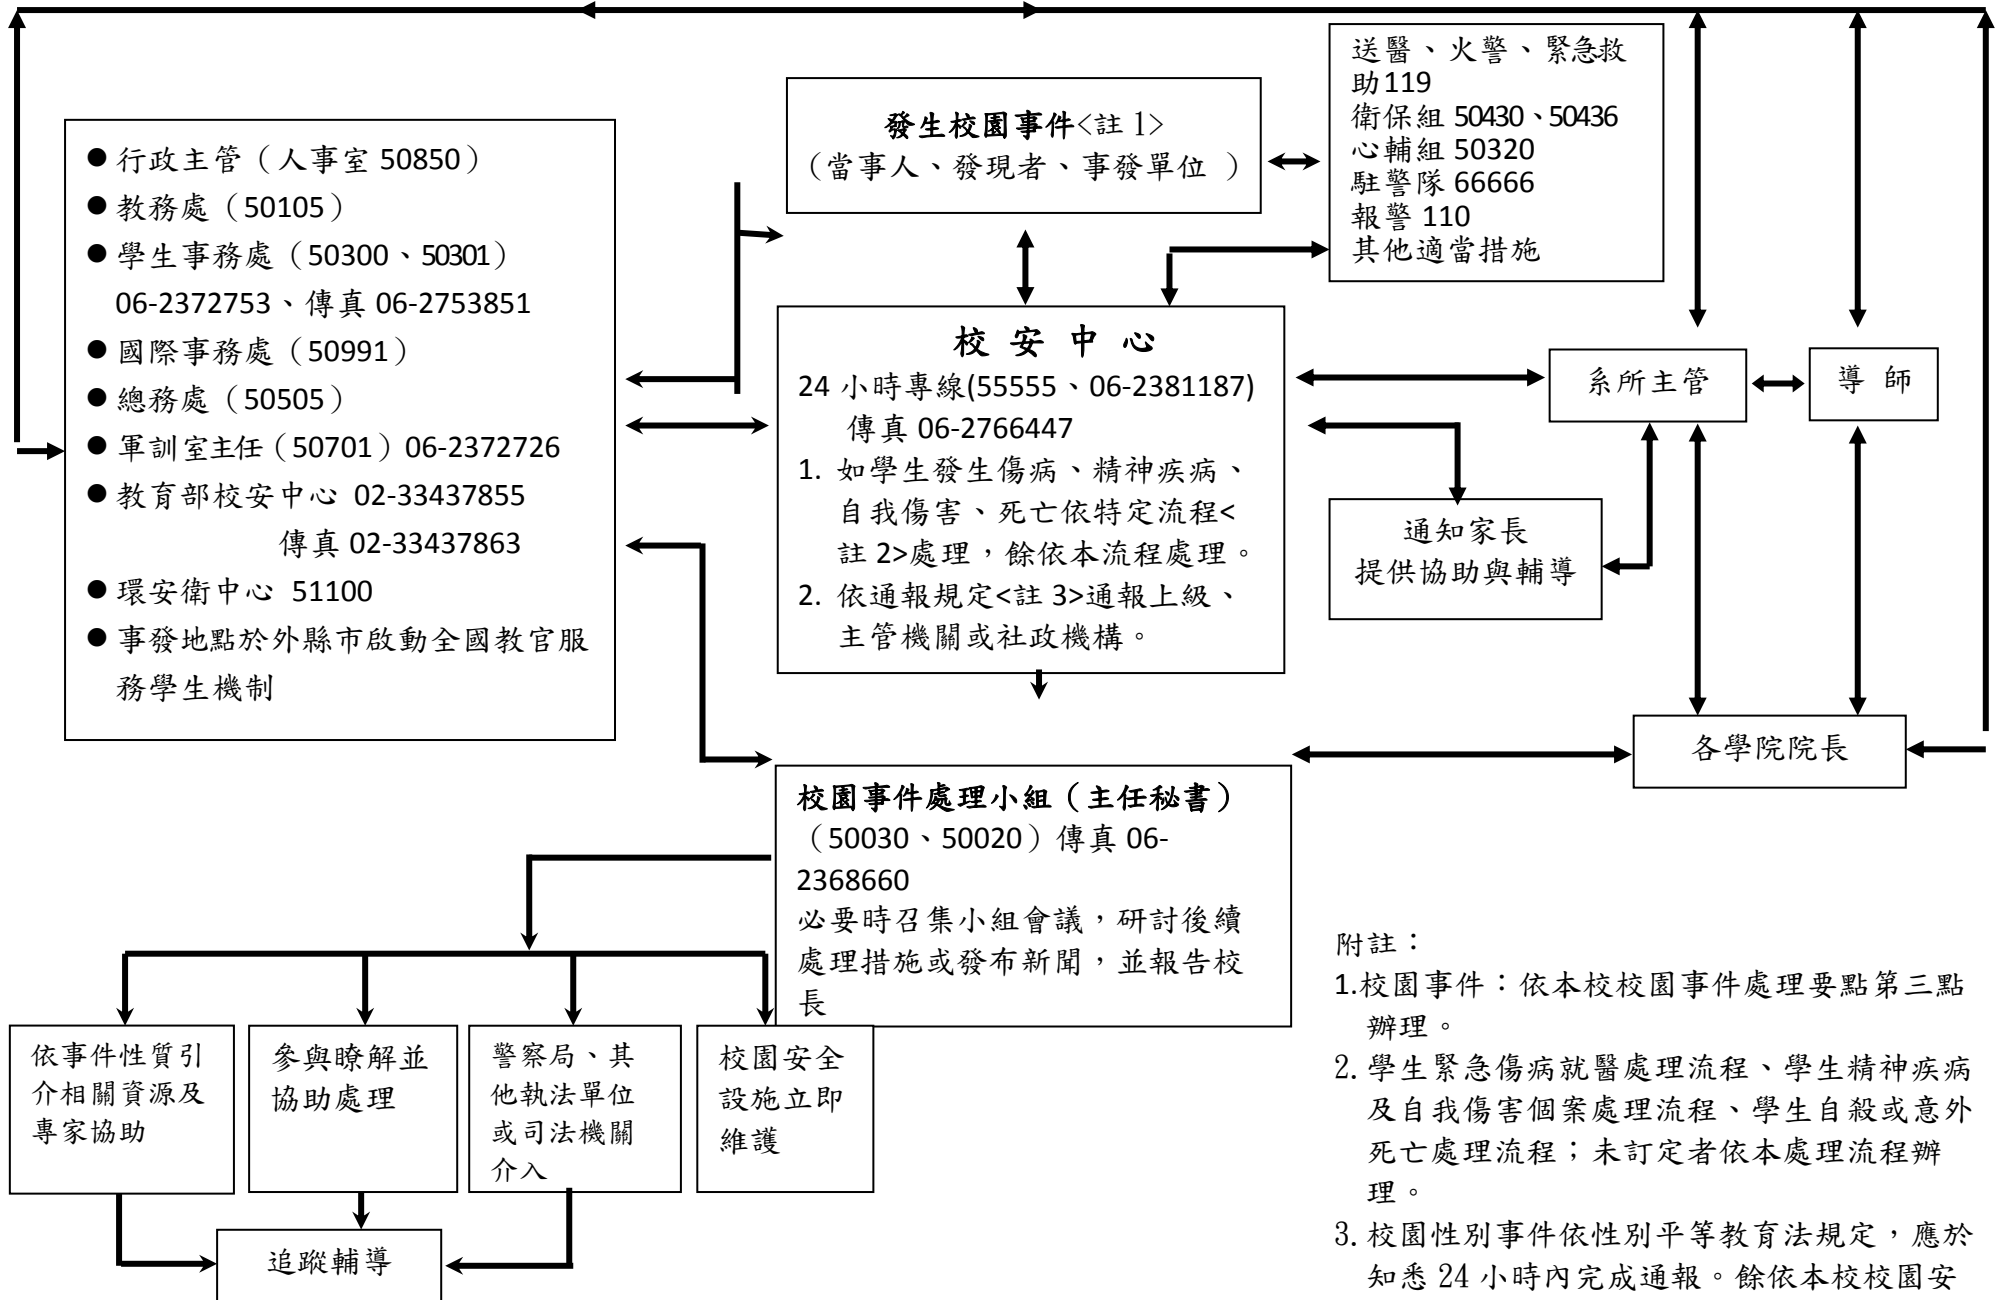 送醫、火警、緊急救
助119
衛保組 50430、50436
心輔組 50320
駐警隊 66666
報警 110
其他適當措施
發生校園事件<註 1>
（當事人、發現者、事發單位 ）
● 行政主管（人事室 50850）
● 教務處（50105）
● 學生事務處（50300、50301）
06-2372753、傳真 06-2753851
● 國際事務處（50991）
● 總務處（50505）
● 軍訓室主任（50701）06-2372726
● 教育部校安中心 02-33437855
傳真 02-33437863
● 環安衛中心 51100
● 事發地點於外縣市啟動全國教官服
務學生機制
校 安 中 心
24 小時專線(55555、06-2381187)
傳真 06-2766447
1. 如學生發生傷病、精神疾病、
自我傷害、死亡依特定流程<
註 2>處理，餘依本流程處理。
2. 依通報規定<註 3>通報上級、
主管機關或社政機構。
系所主管
導 師
通知家長
提供協助與輔導
各學院院長
校園事件處理小組（主任秘書）
（50030、50020）傳真 06-
2368660
必要時召集小組會議，研討後續
處理措施或發布新聞，並報告校
長
依事件性質引
介相關資源及
專家協助
參與瞭解並
協助處理
警察局、其
他執法單位
或司法機關
介入
校園安全
設施立即
維護
追蹤輔導
附註：
1.校園事件：依本校校園事件處理要點第三點
辦理。
2. 學生緊急傷病就醫處理流程、學生精神疾病
及自我傷害個案處理流程、學生自殺或意外
死亡處理流程；未訂定者依本處理流程辦
理。
3. 校園性別事件依性別平等教育法規定，應於
知悉 24 小時內完成通報。餘依本校校園安